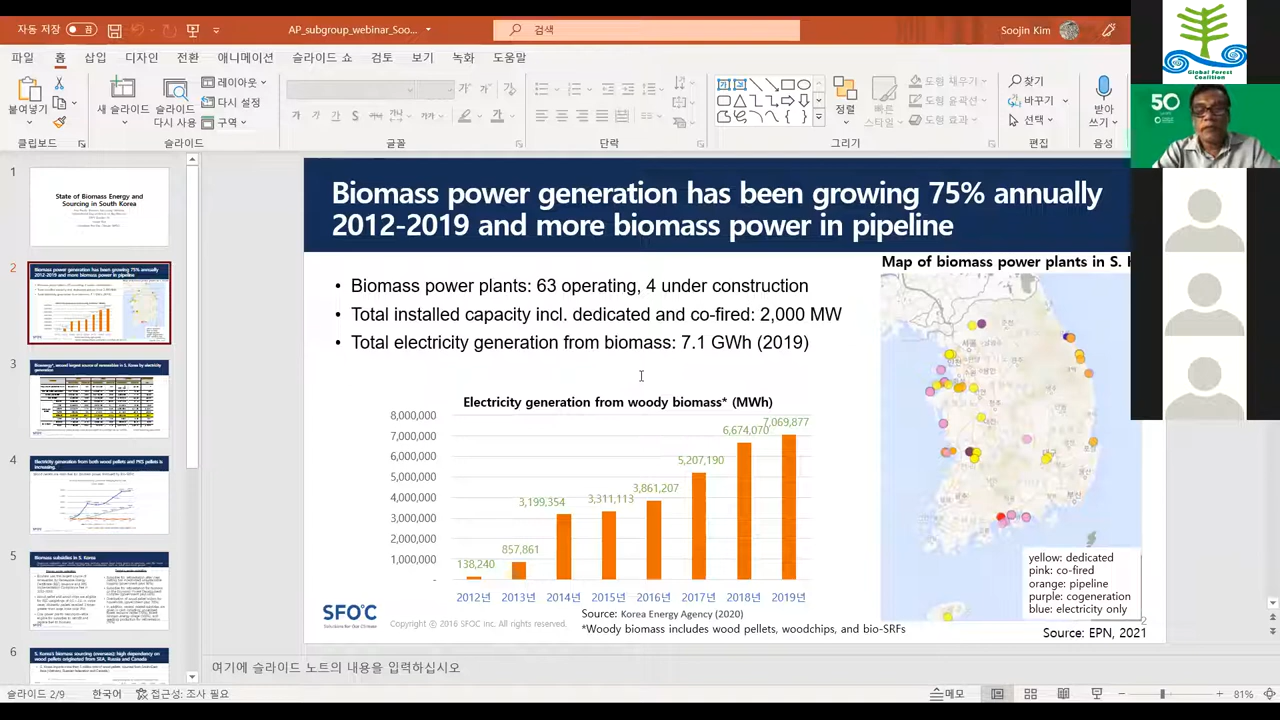 자동 저장
끔
AP_subgroup_webinar_Soo...
검색
Soojin Kim
파일
홈
삽입
디자인
전환
애니메이션
슬라이드 쇼
검토
보기
녹화
도움말
붙여넣기
새 슬라이드
슬라이드 다시 사용
레이아웃
다시 설정
구역
정렬
빠른 스타일
도형 채우기
도형 윤곽선
도형 효과
찾기
바꾸기
선택
받아쓰기
클립보드
슬라이드
글꼴
단락
그리기
편집
음성
Global Forest
Coalition
50
1
State of Biomass Energy and
Sourcing in South Korea
2
Biomass power generation has been growing 75% annually
2012-2019 and more biomass power in pipeline
3
Bioenergy*, second largest source of renewables in S. Korea by electricity
generation
4
Electricity generation from both wood pellets and
increasing
5
Biomass subsidies in S. Korea
6
S. Korea's biomass sourcing (overseas): high dependency on
wood pellets originated from SEA, Russia and Canada
Biomass power generation has been growing 75% annually
2012-2019 and more biomass power in pipeline
Map of biomass power plants in S.
• Biomass power plants: 63 operating, 4 under construction
• Total installed capacity incl. dedicated and co-fired: 2,000 MW
• Total electricity generation from biomass: 7.1 GWh (2019)
Electricity generation from woody biomass* (MWh)
8,000,000
7,000,000
6,000,000
5,000,000
4,000,000
3,000,000
2,000,000
1,000,000
-
857,861
3,199,354
3,311,113
3,861,207
5,207,190
6,674,070
7,069,877
2012년
2013년
2014년
2015년
2016년
2017년
2018년
2019년
yellow: dedicated
pink: co-fired
orange: pipeline
purple: cogeneration
blue: electricity only
2
SFOC
Solutions for Our Climate
Copyright © 2016 SFOC Inc. All rights reserved.
Source: Korea Energy Agency (2020)
*Woody biomass includes wood pellets, woodchips, and bio-SRFs
Source: EPN, 2021
여기에 슬라이드 노트의 내용을 입력하십시오
슬라이드 2/9
한국어
접근성: 조사 필요
메모
81%